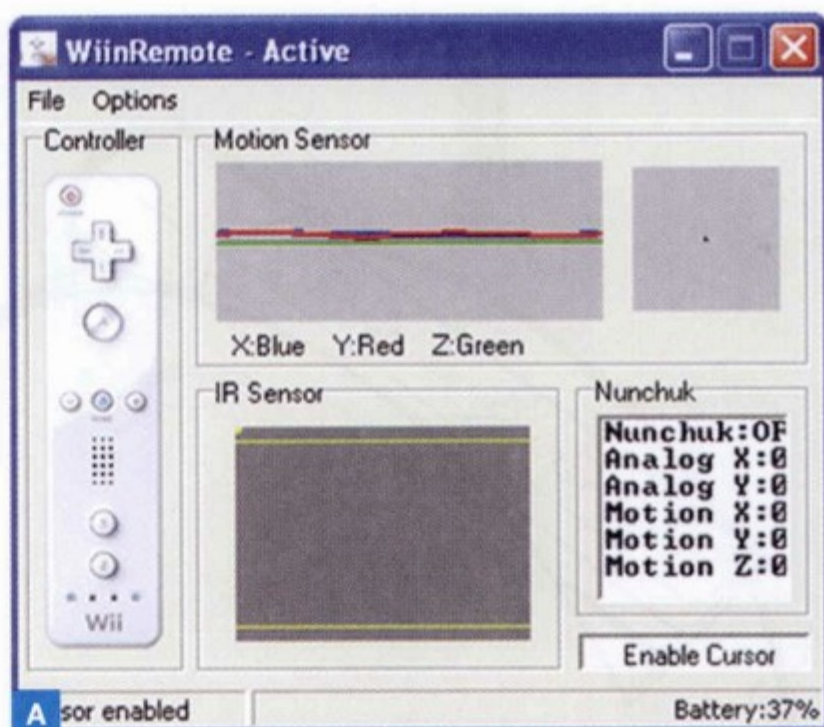 WiinRemote - Active
File Options
Controller
Motion Sensor
X:Blue Y:Red Z:Green
IR Sensor
Nunchuk
Nunchuk:OF
Analog X:0
Analog Y:0
Motion X:0
Motion Y:0
Motion Z:0
Wii
Enable Cursor
A sor enabled
Battery:37%